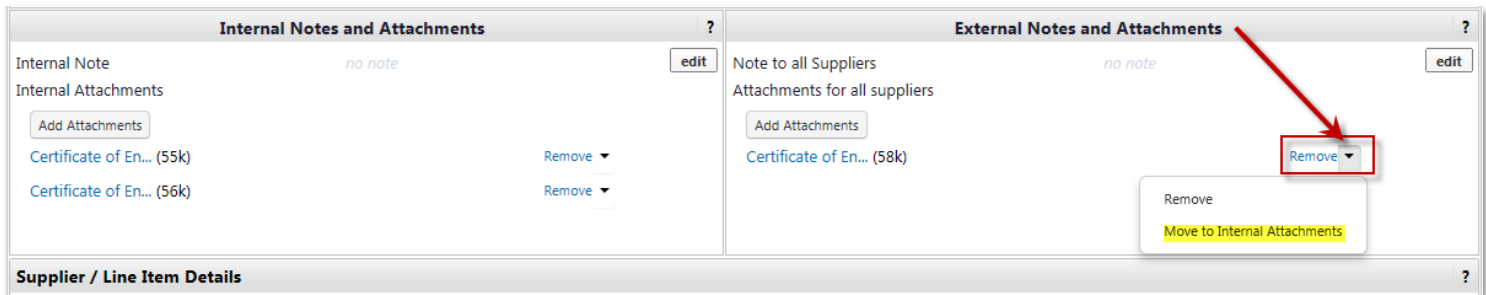 Internal Notes and Attachments ?
Internal Note no note edit
Internal Attachments
Add Attachments
Certificate of En... (55k) Remove
Certificate of En... (56k) Remove
External Notes and Attachments ?
Note to all Suppliers no note edit
Attachments for all suppliers
Add Attachments
Certificate of En... (58k) Remove
Remove
Move to Internal Attachments
Supplier / Line Item Details ?